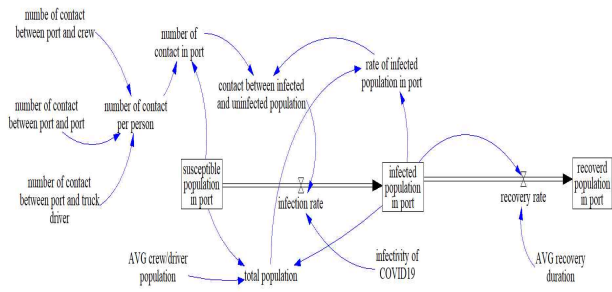 numbe of contact
between port and crew
number of
contact in port
rate of infected
population in port
contact between infected
and uninfected population
number of contact
between port and port
number of contact
per person
number of contact
between port and truck
driver
susceptible
population
in port
infection rate
infected
population
in port
recovery rate
recoverd
population
in port
AVG crew/driver
population
total population
infectivity of
COVID19
AVG recovery
duration